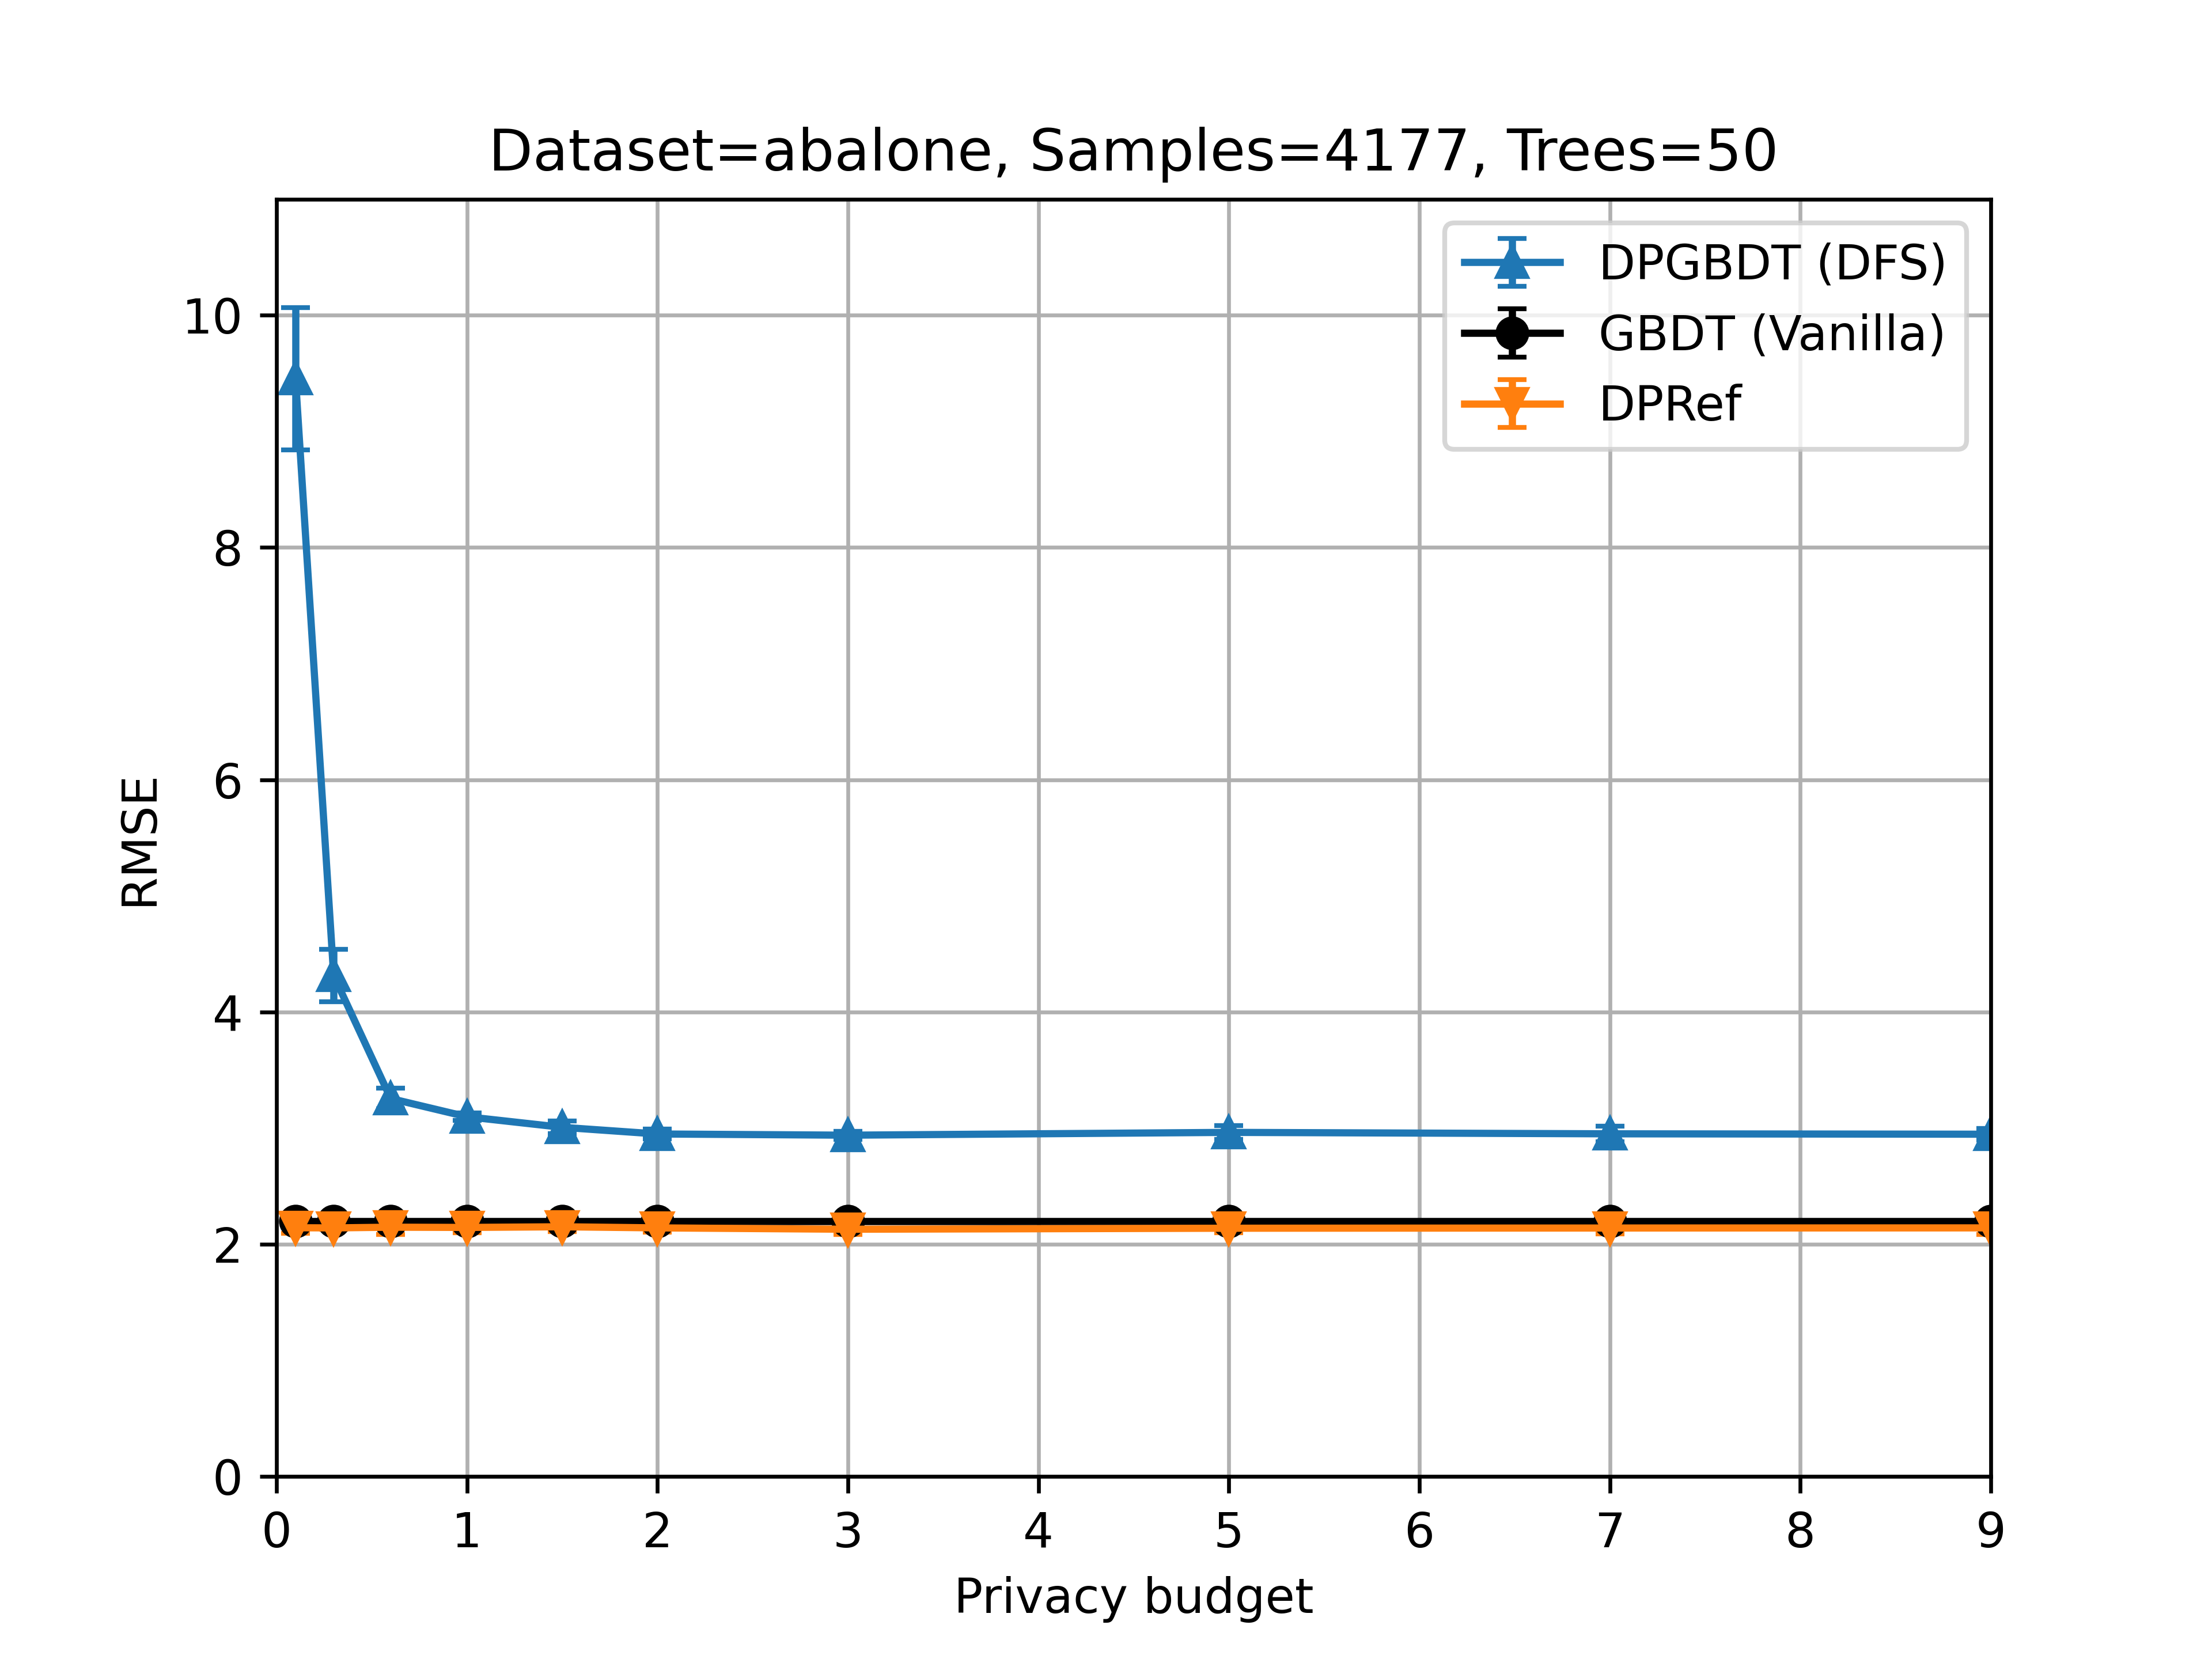 Dataset=abalone, Samples=4177, Trees=50
DPGBDT (DFS)
GBDT (Vanilla)
DPRef
10
8
6
4
2
0
RMSE
0 1 2 3 4 5 6 7 8 9
Privacy budget